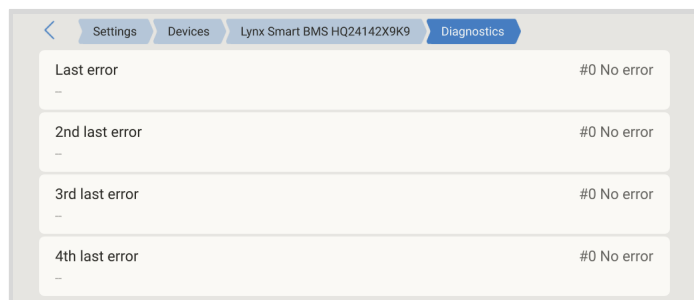 Settings Devices Lynx Smart BMS HQ24142X9K9 Diagnostics
Last error #0 No error
--
2nd last error #0 No error
--
3rd last error #0 No error
--
4th last error #0 No error
--